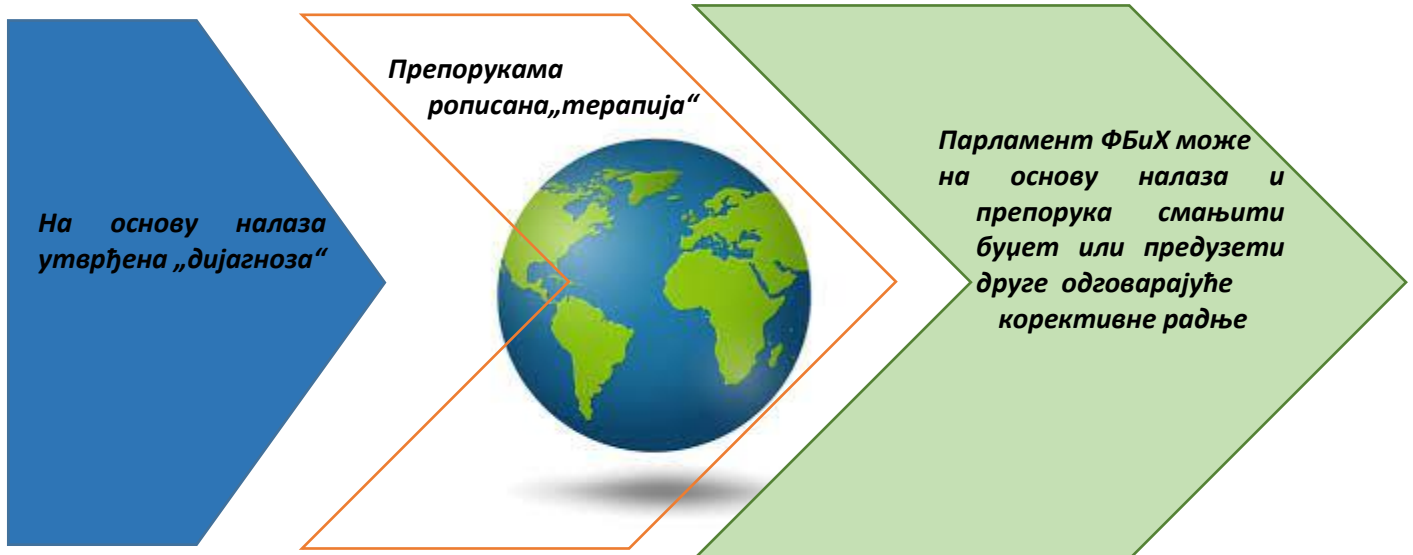 На основу налаза
утврђена „дијагноза“
Препорукама
рописана„терапија“
Парламент ФБиХ може
на основу налаза и
препорука смањити
буџет или предузети
друге одговарајуће
корективне радње